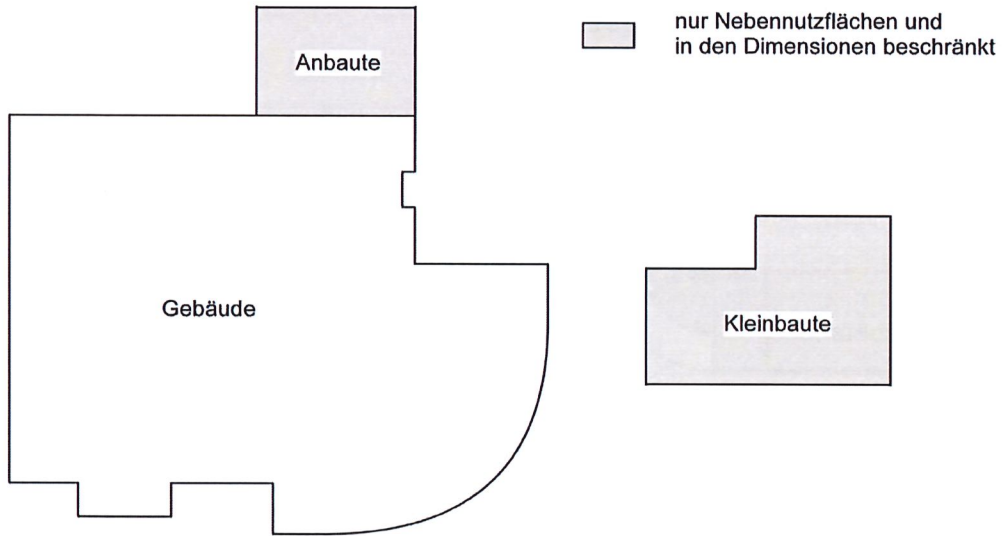 Anbaute
nur Nebennutzflächen und
in den Dimensionen beschränkt
Gebäude
Kleinbaute